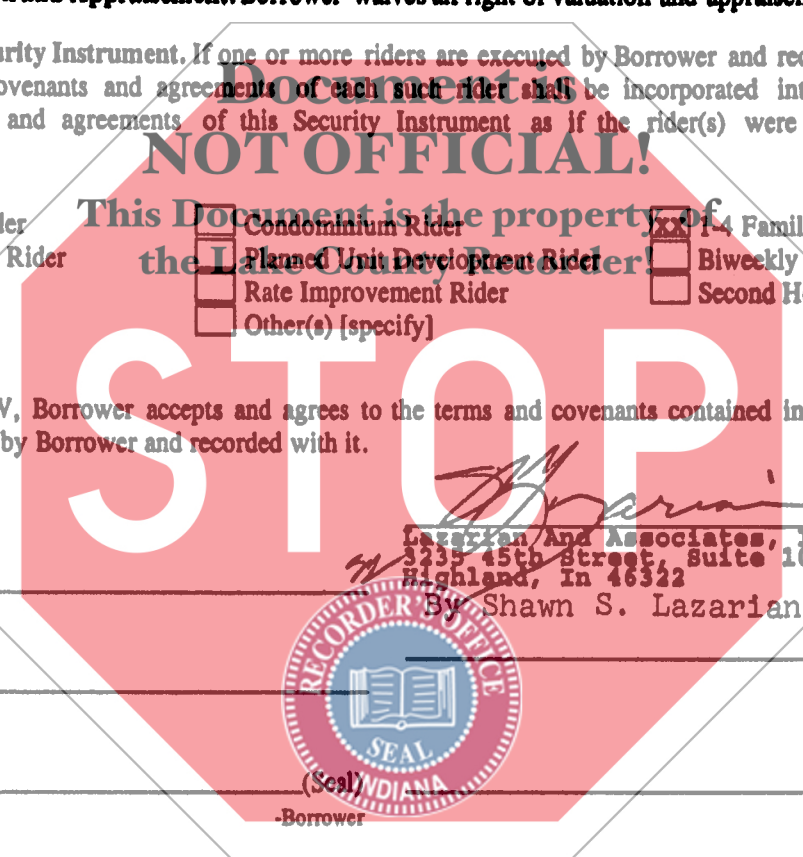 waives all right of valuation and
urity Instrument. If one or more riders are executed by Borrower and rec
ovenants and agreements of each such rider shall be incorporated int
and agreements of this Security Instrument as if the rider(s) were
Document is
NOT OFFICIAL!
This Document is the property of
the Lake County Recorder!
der
Condominium Rider
xx 1-4 Famil
Rider
Planned Unit Development Rider
Biweekly
Rate Improvement Rider
Second H
Other(s) [specify]
STOP
V, Borrower accepts and agrees to the terms and covenants contained in
by Borrower and recorded with it.
Lazarian And Associates,
3235 45th Street, Suite 10
Highland, In 46322
By Shawn S. Lazarian
RECORDER'S OFFICE
SEAL
INDIANA
(Seal)
-Borrower